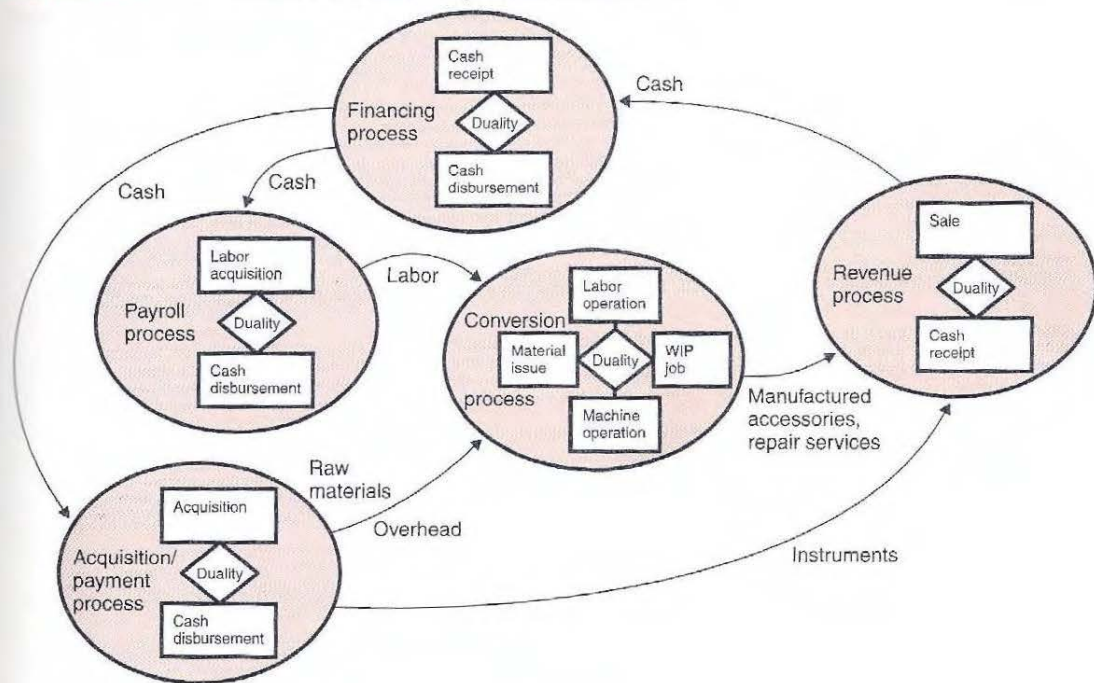 Cash
receipt
Financing
process
Duality
Cash
disbursement
Cash
Cash
Cash
Labor
acquisition
Payroll
process
Duality
Cash
disbursement
Labor
Labor
operation
Conversion
Material
issue
Duality
WIP
job
process
Machine
operation
Sale
Revenue
process
Duality
Cash
receipt
Manufactured
accessories,
repair services
Raw
materials
Overhead
Acquisition
Acquisition/
payment
process
Duality
Cash
disbursement
Instruments